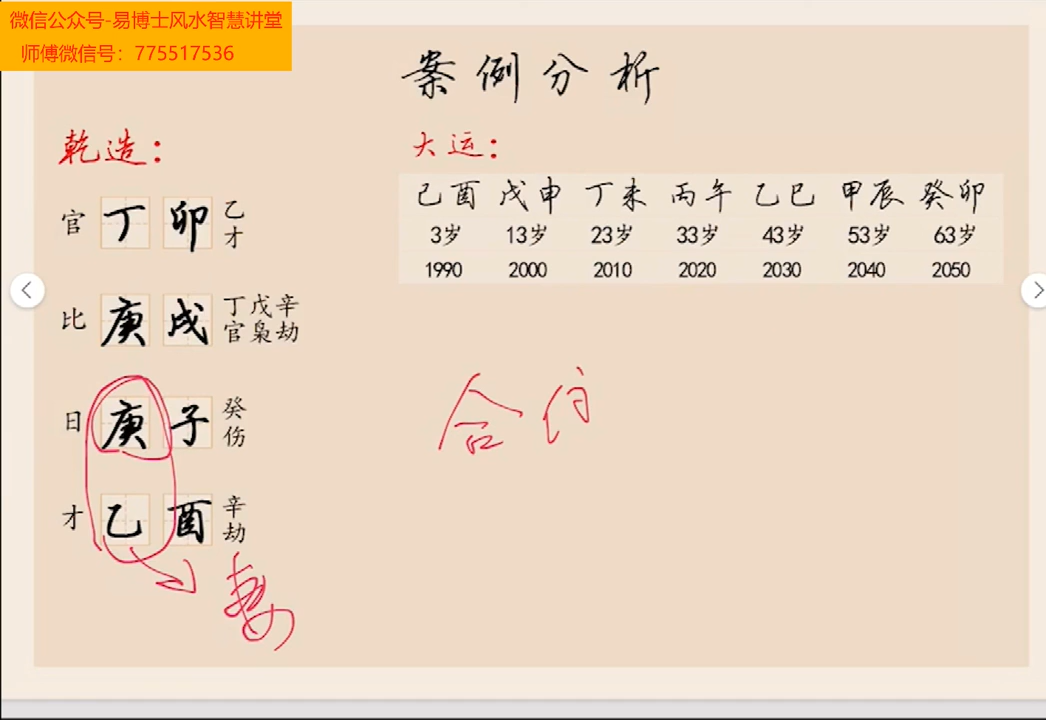 微信公众号-易博士风水智慧讲堂
师傅微信号：775517536
案例分析
乾造：
官 丁 卯 乙才
比 庚 戌 丁戊辛 官枭劫
日 庚 子 癸伤
才 乙 酉 辛劫
妻
大运：
己酉 戊申 丁未 丙午 乙巳 甲辰 癸卯
3岁 13岁 23岁 33岁 43岁 53岁 63岁
1990 2000 2010 2020 2030 2040 2050
合